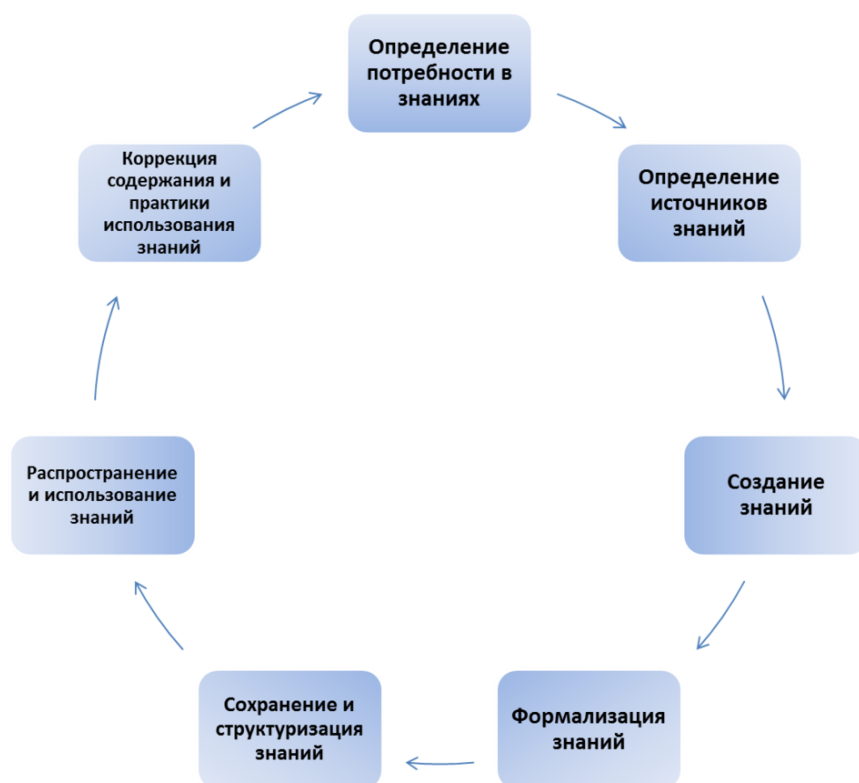 Определение
потребности в
знаниях
Определение
источников
знаний
Создание
знаний
Формализация
знаний
Сохранение и
структуризация
знаний
Распространение
и использование
знаний
Коррекция
содержания и
практики
использования
знаний